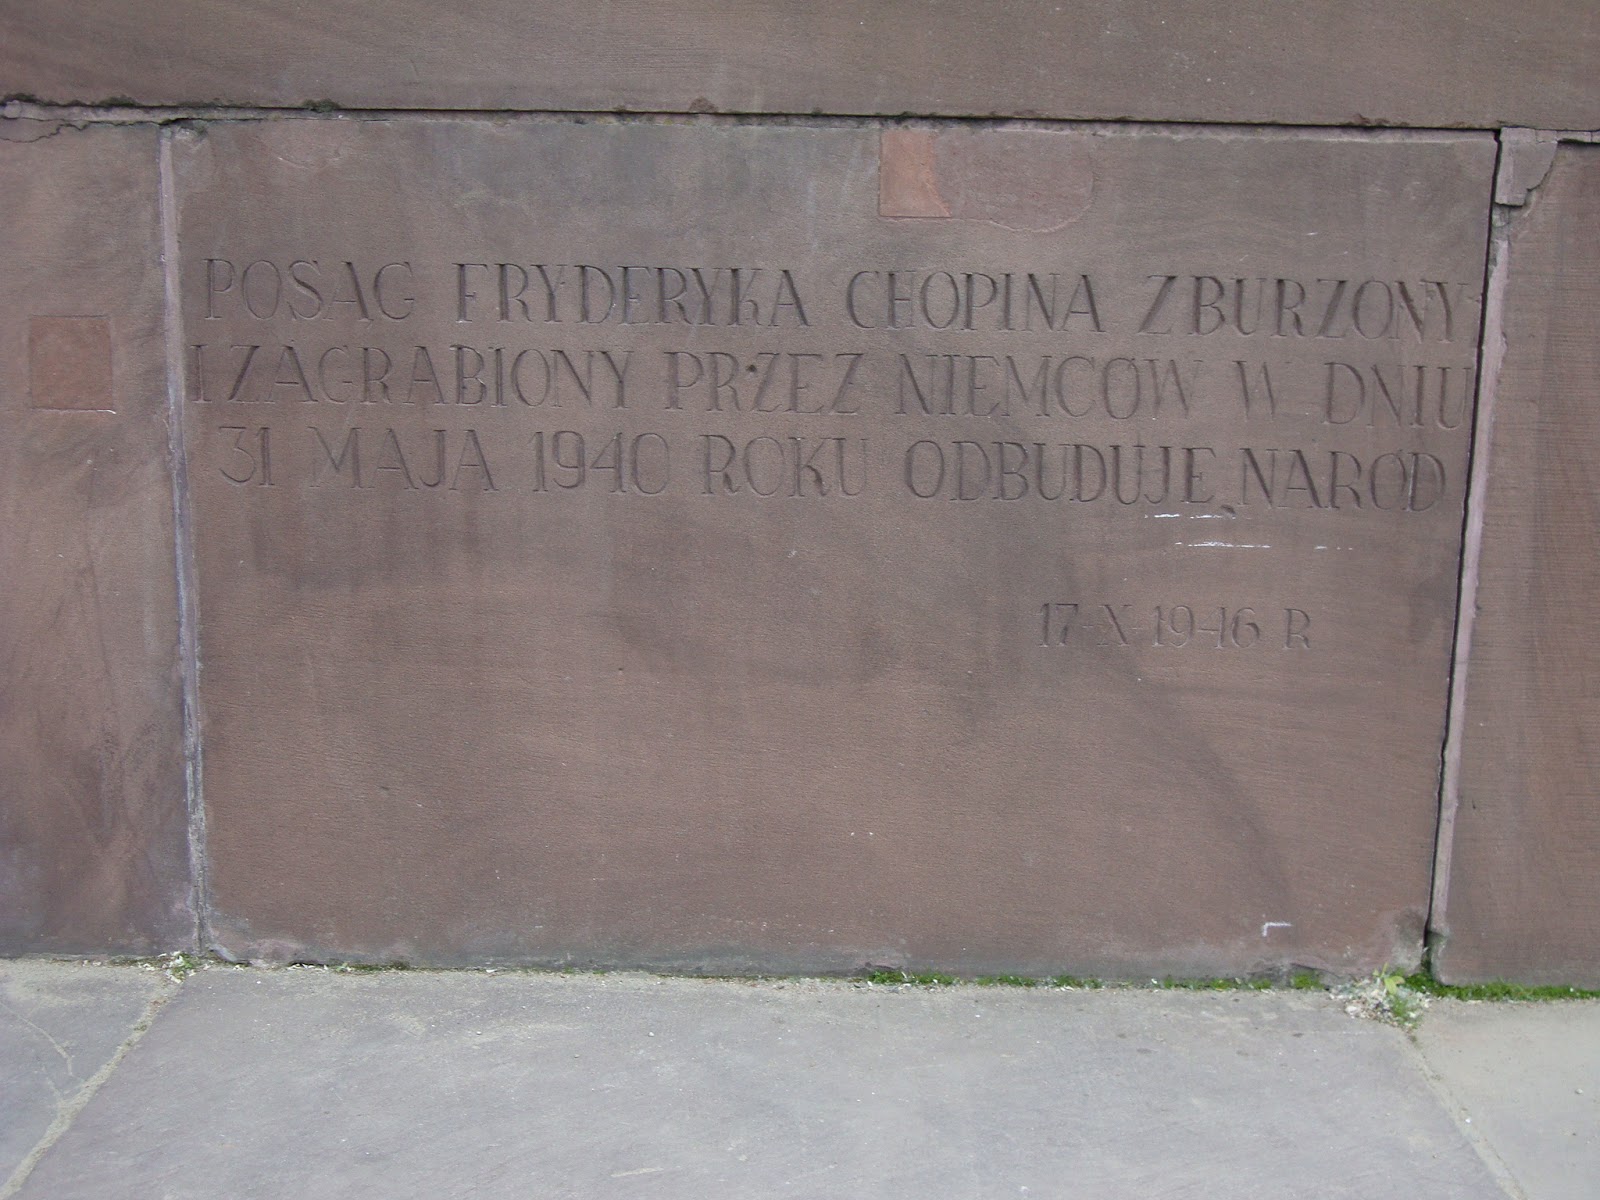 POSĄG FRYDERYKA CHOPINA ZBURZONY
I ZAGRABIONY PRZEZ NIEMCÓW W DNIU
31 MAJA 1940 ROKU ODBUDUJE NARÓD
17-X-1946 R